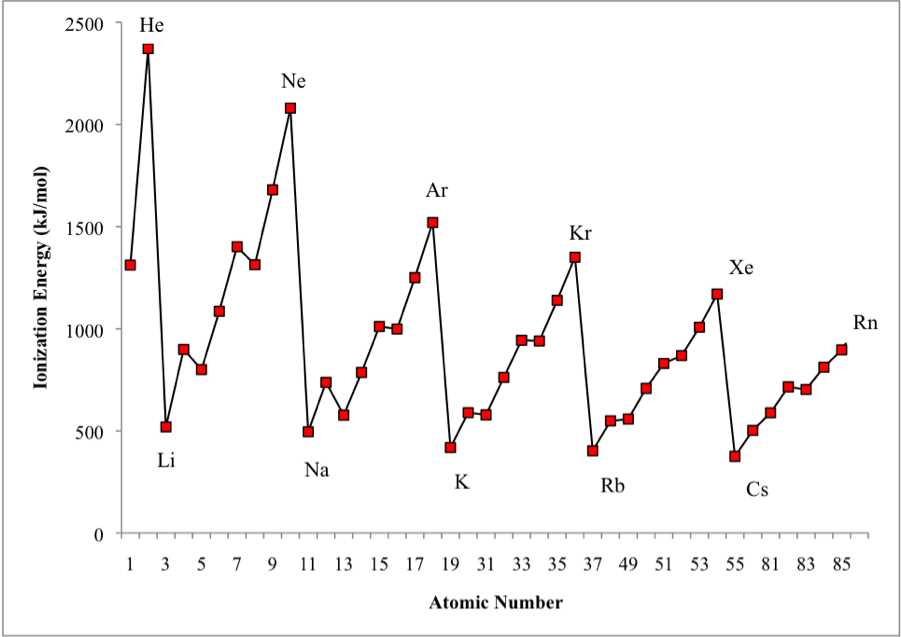 2500
He
Ne
2000
Ar
1500
Kr
Xe
Rn
1000
500
Li
Na
K
Rb
Cs
0
1 3 5 7 9 11 13 15 17 19 31 33 35 37 49 51 53 55 81 83 85
Atomic Number
Ionization Energy (kJ/mol)